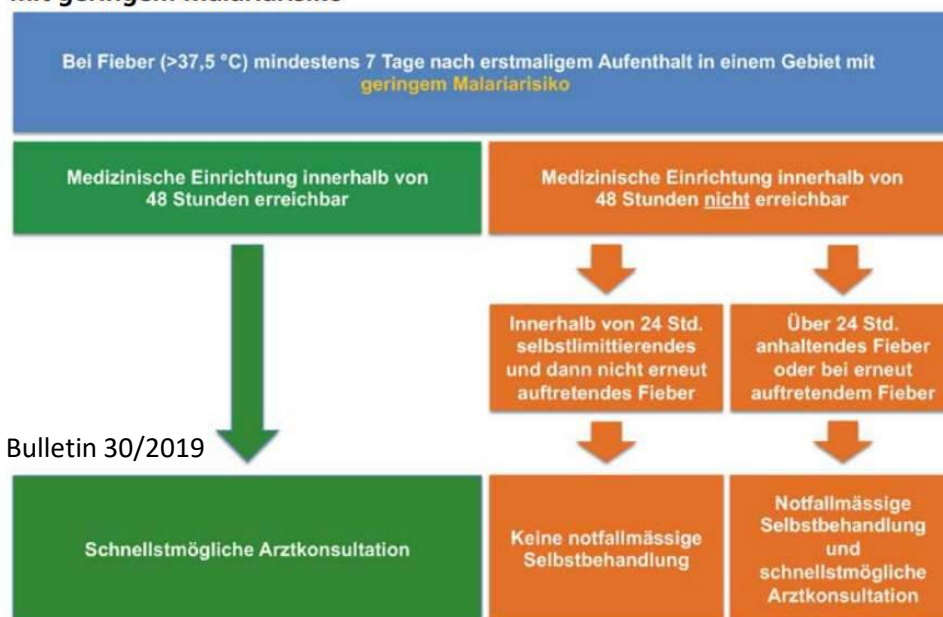 mit geringem Malariarisiko
Bei Fieber (>37,5 °C) mindestens 7 Tage nach erstmaligem Aufenthalt in einem Gebiet mit
geringem Malariarisiko
Medizinische Einrichtung innerhalb von
48 Stunden erreichbar
Medizinische Einrichtung innerhalb von
48 Stunden nicht erreichbar
Innerhalb von 24 Std.
selbstlimittierendes
und dann nicht erneut
auftretendes Fieber
Über 24 Std.
anhaltendes Fieber
oder bei erneut
auftretendem Fieber
Bulletin 30/2019
Schnellstmögliche Arztkonsultation
Keine notfallmässige
Selbstbehandlung
Notfallmässige
Selbstbehandlung
und
schnellstmögliche
Arztkonsultation